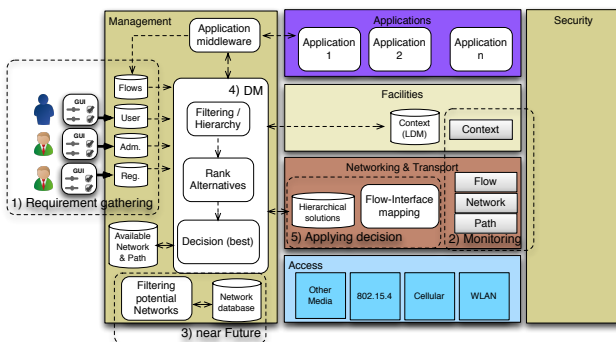 Management
Applications
Security
Application
middleware
Application
1
Application
2
Application
n
GUI
GUI
GUI
Flows
User
Adm.
Reg.
1) Requirement gathering
4) DM
Filtering /
Hierarchy
Rank
Alternatives
Decision (best)
Facilities
Context
(LDM)
Context
Networking & Transport
Hierarchical
solutions
Flow-Interface
mapping
5) Applying decision
Flow
Network
Path
2) Monitoring
Available
Network
& Path
Filtering
potential
Networks
Network
database
3) near Future
Access
Other
Media
802.15.4
Cellular
WLAN